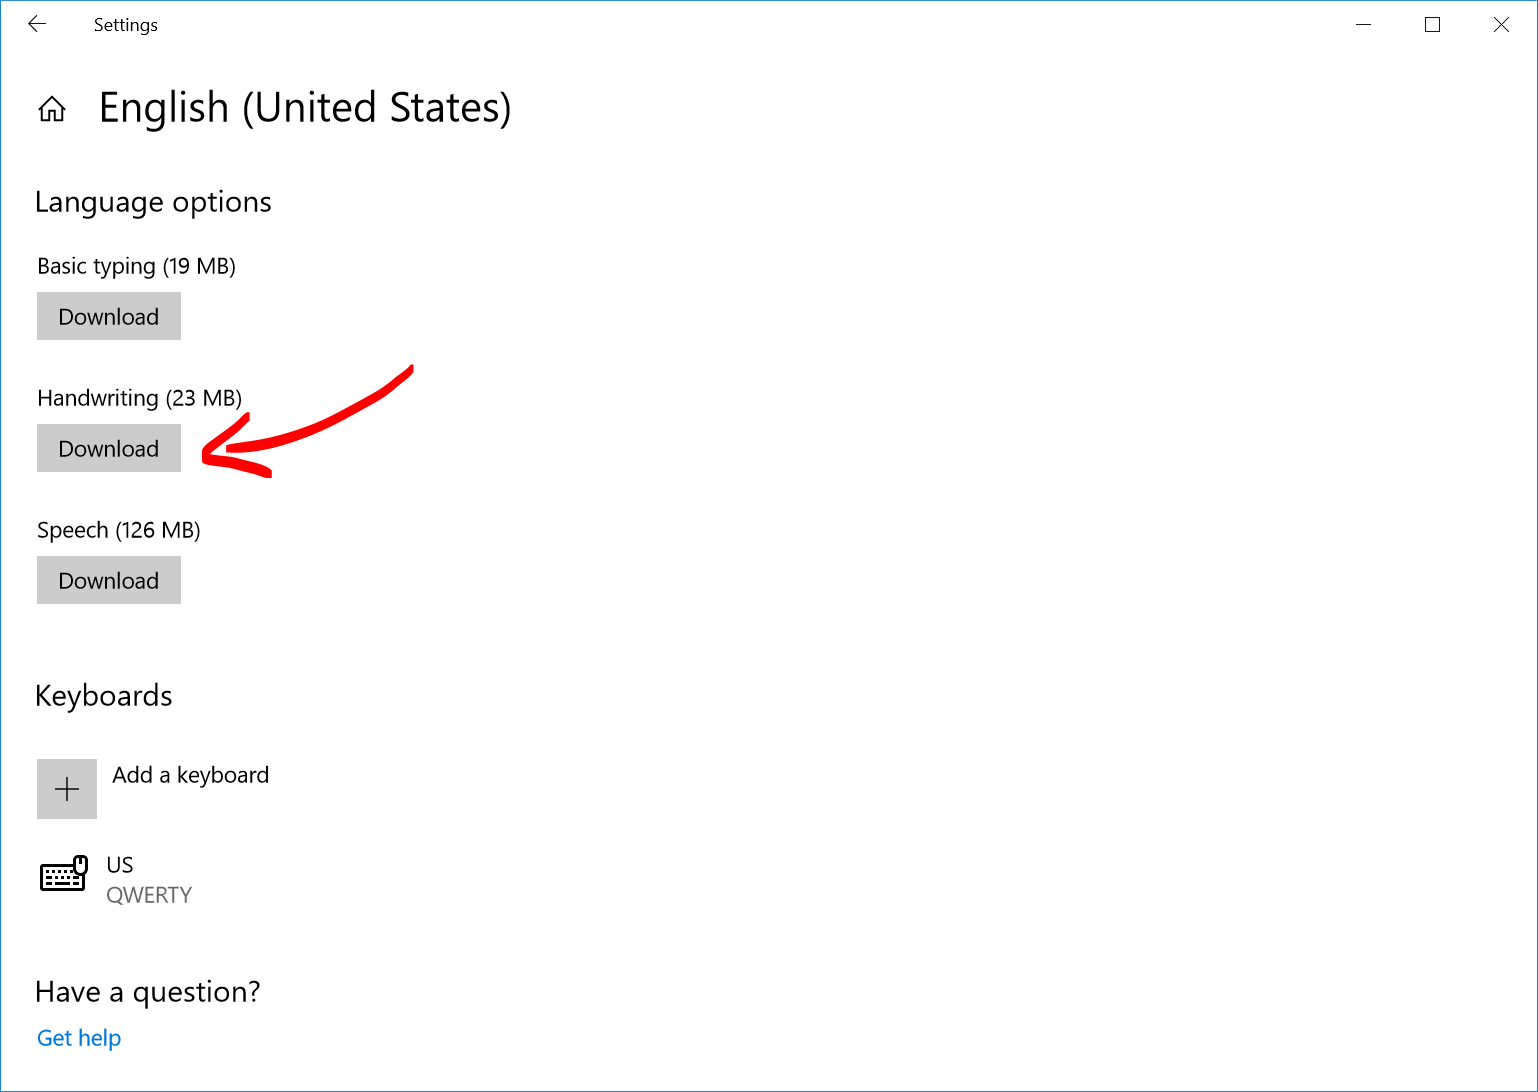 Settings
English (United States)
Language options
Basic typing (19 MB)
Download
Handwriting (23 MB)
Download
Speech (126 MB)
Download
Keyboards
Add a keyboard
US
QWERTY
Have a question?
Get help